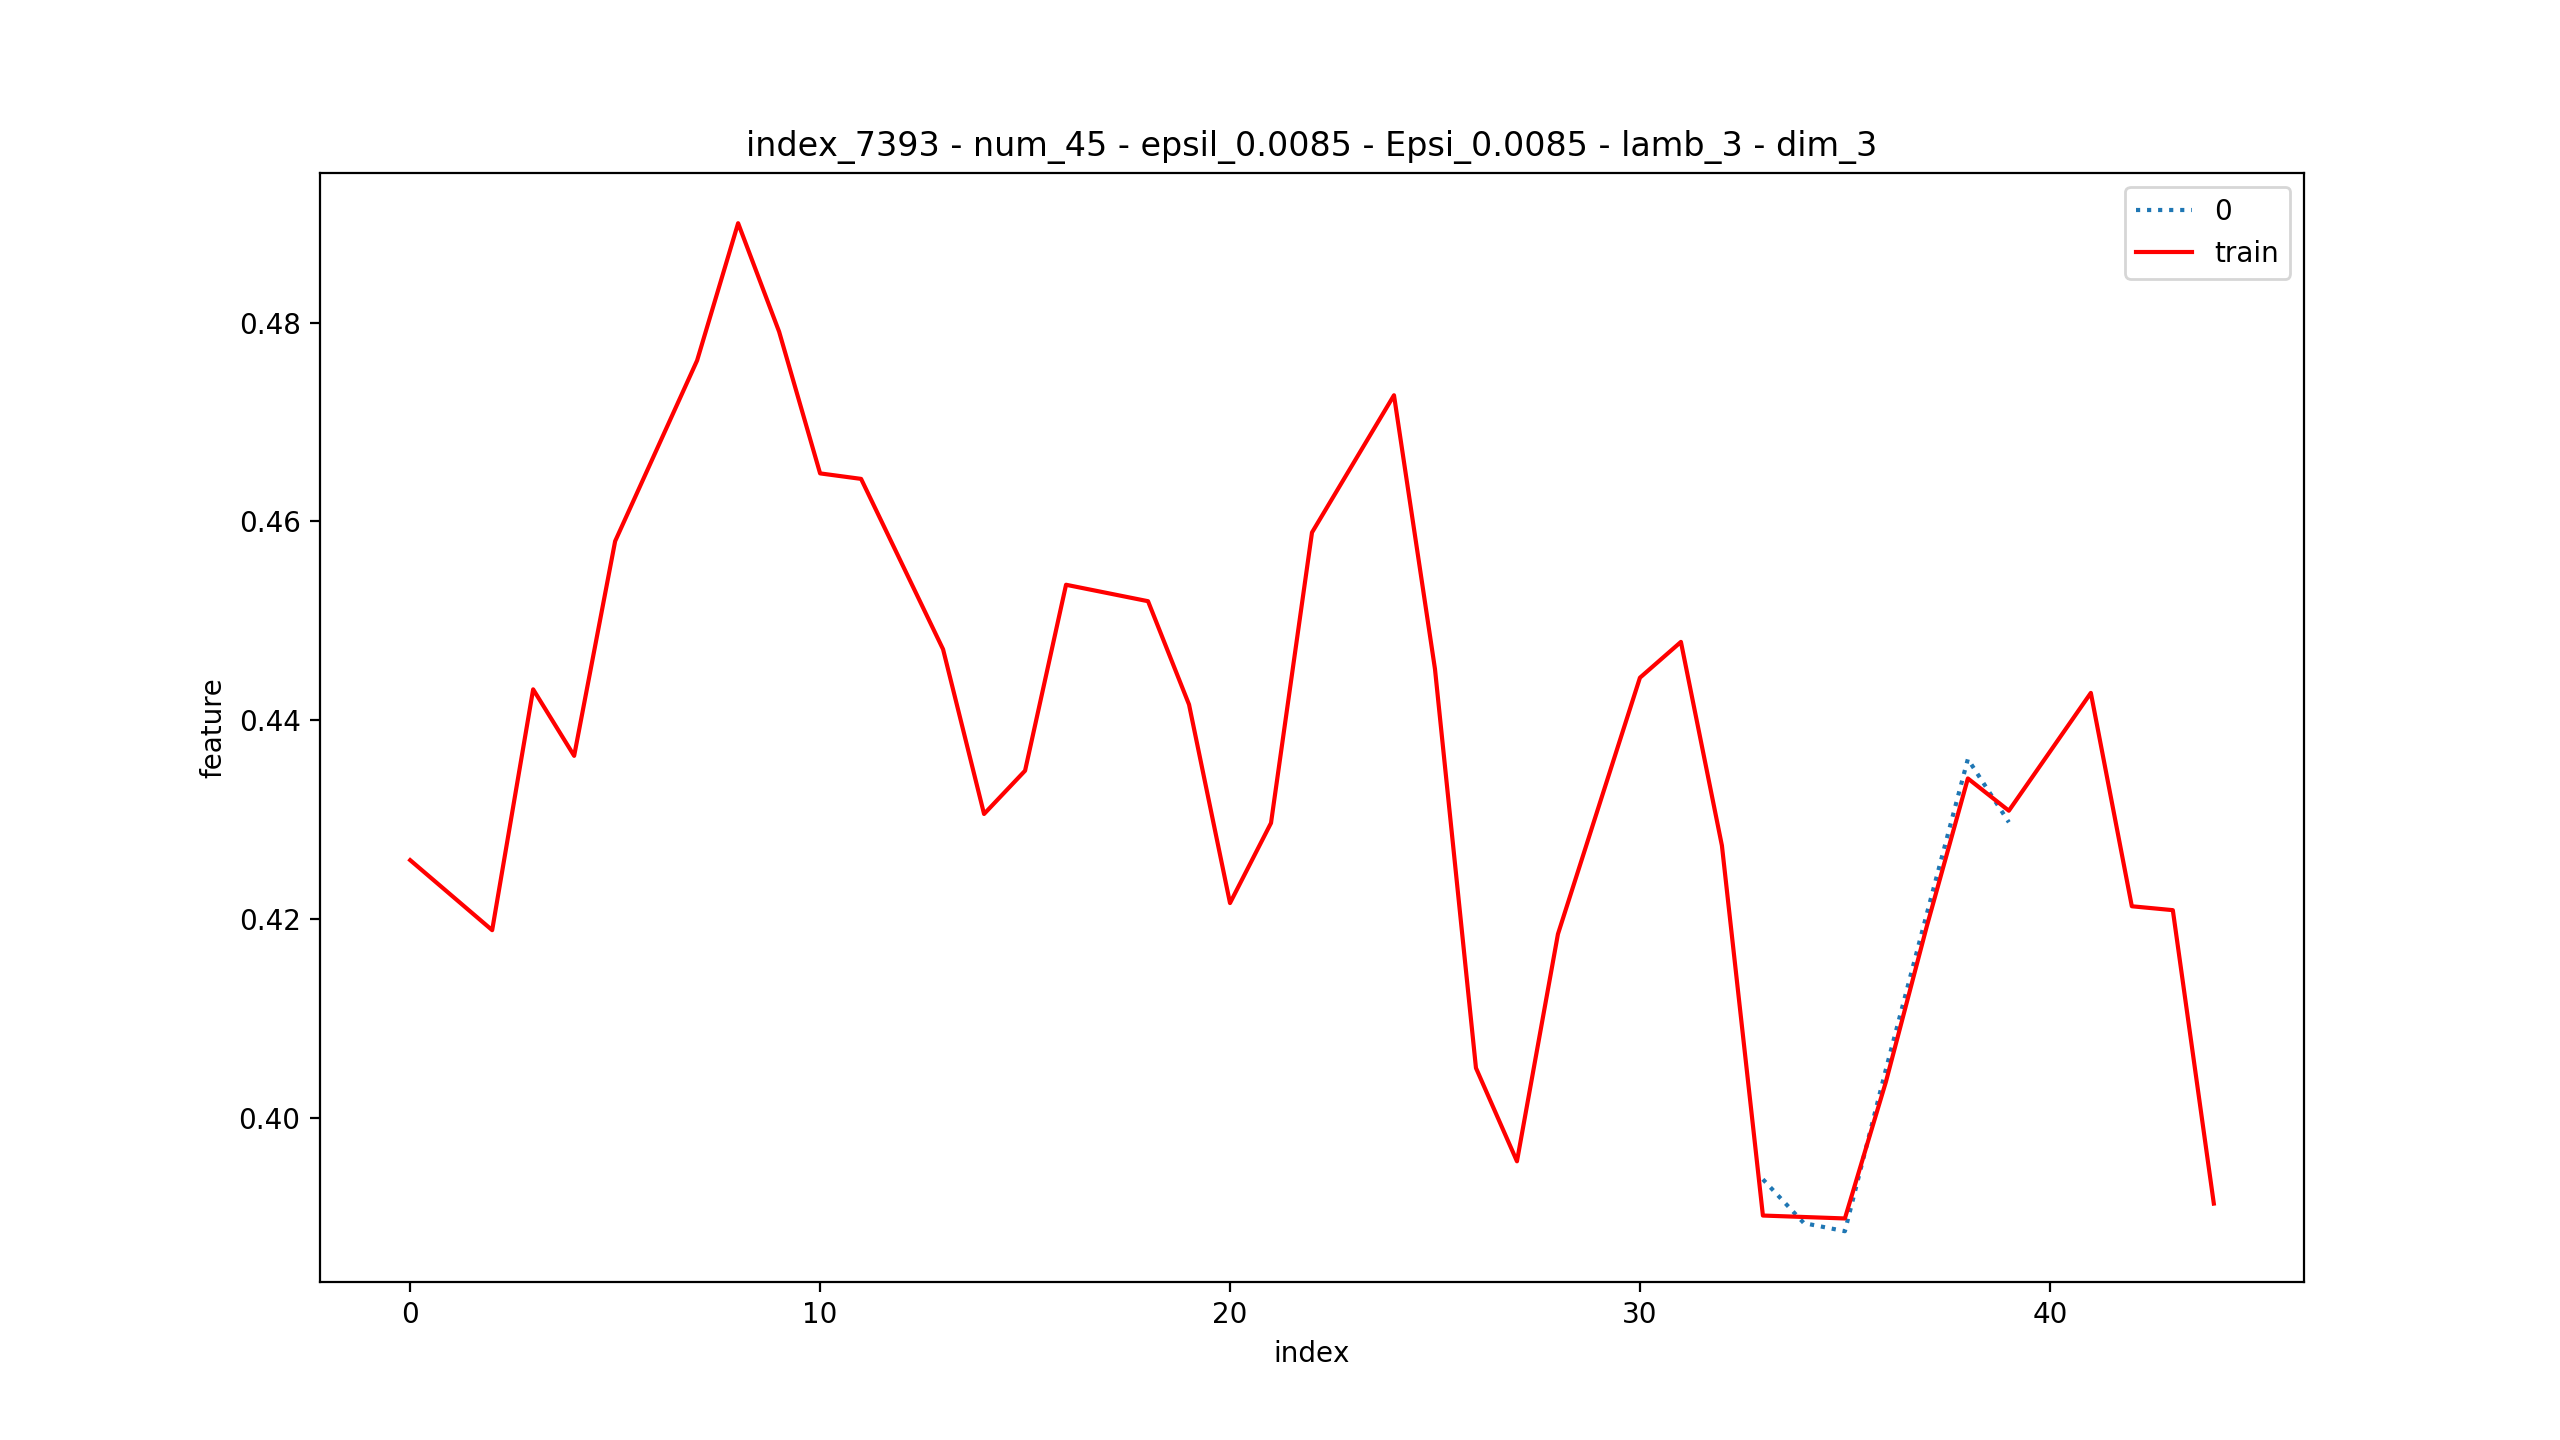 index_7393 - num_45 - epsil_0.0085 - Epsi_0.0085 - lamb_3 - dim_3
0
train
0.48
0.46
0.44
0.42
0.40
feature
0
10
20
30
40
index